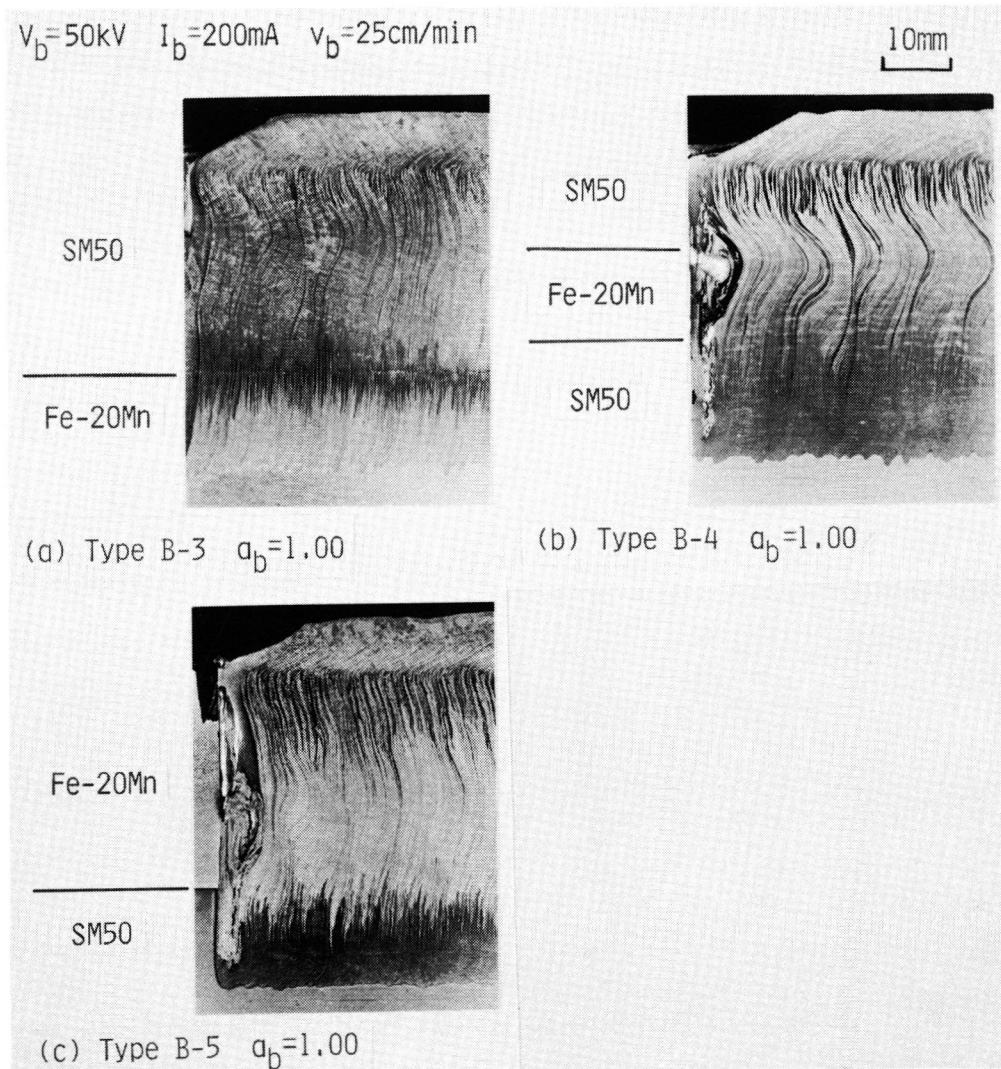 V_b=50kV I_b=200mA v_b=25cm/min
10mm
SM50
Fe-20Mn
(a) Type B-3 a_b=1.00
SM50
Fe-20Mn
SM50
(b) Type B-4 a_b=1.00
Fe-20Mn
SM50
(c) Type B-5 a_b=1.00